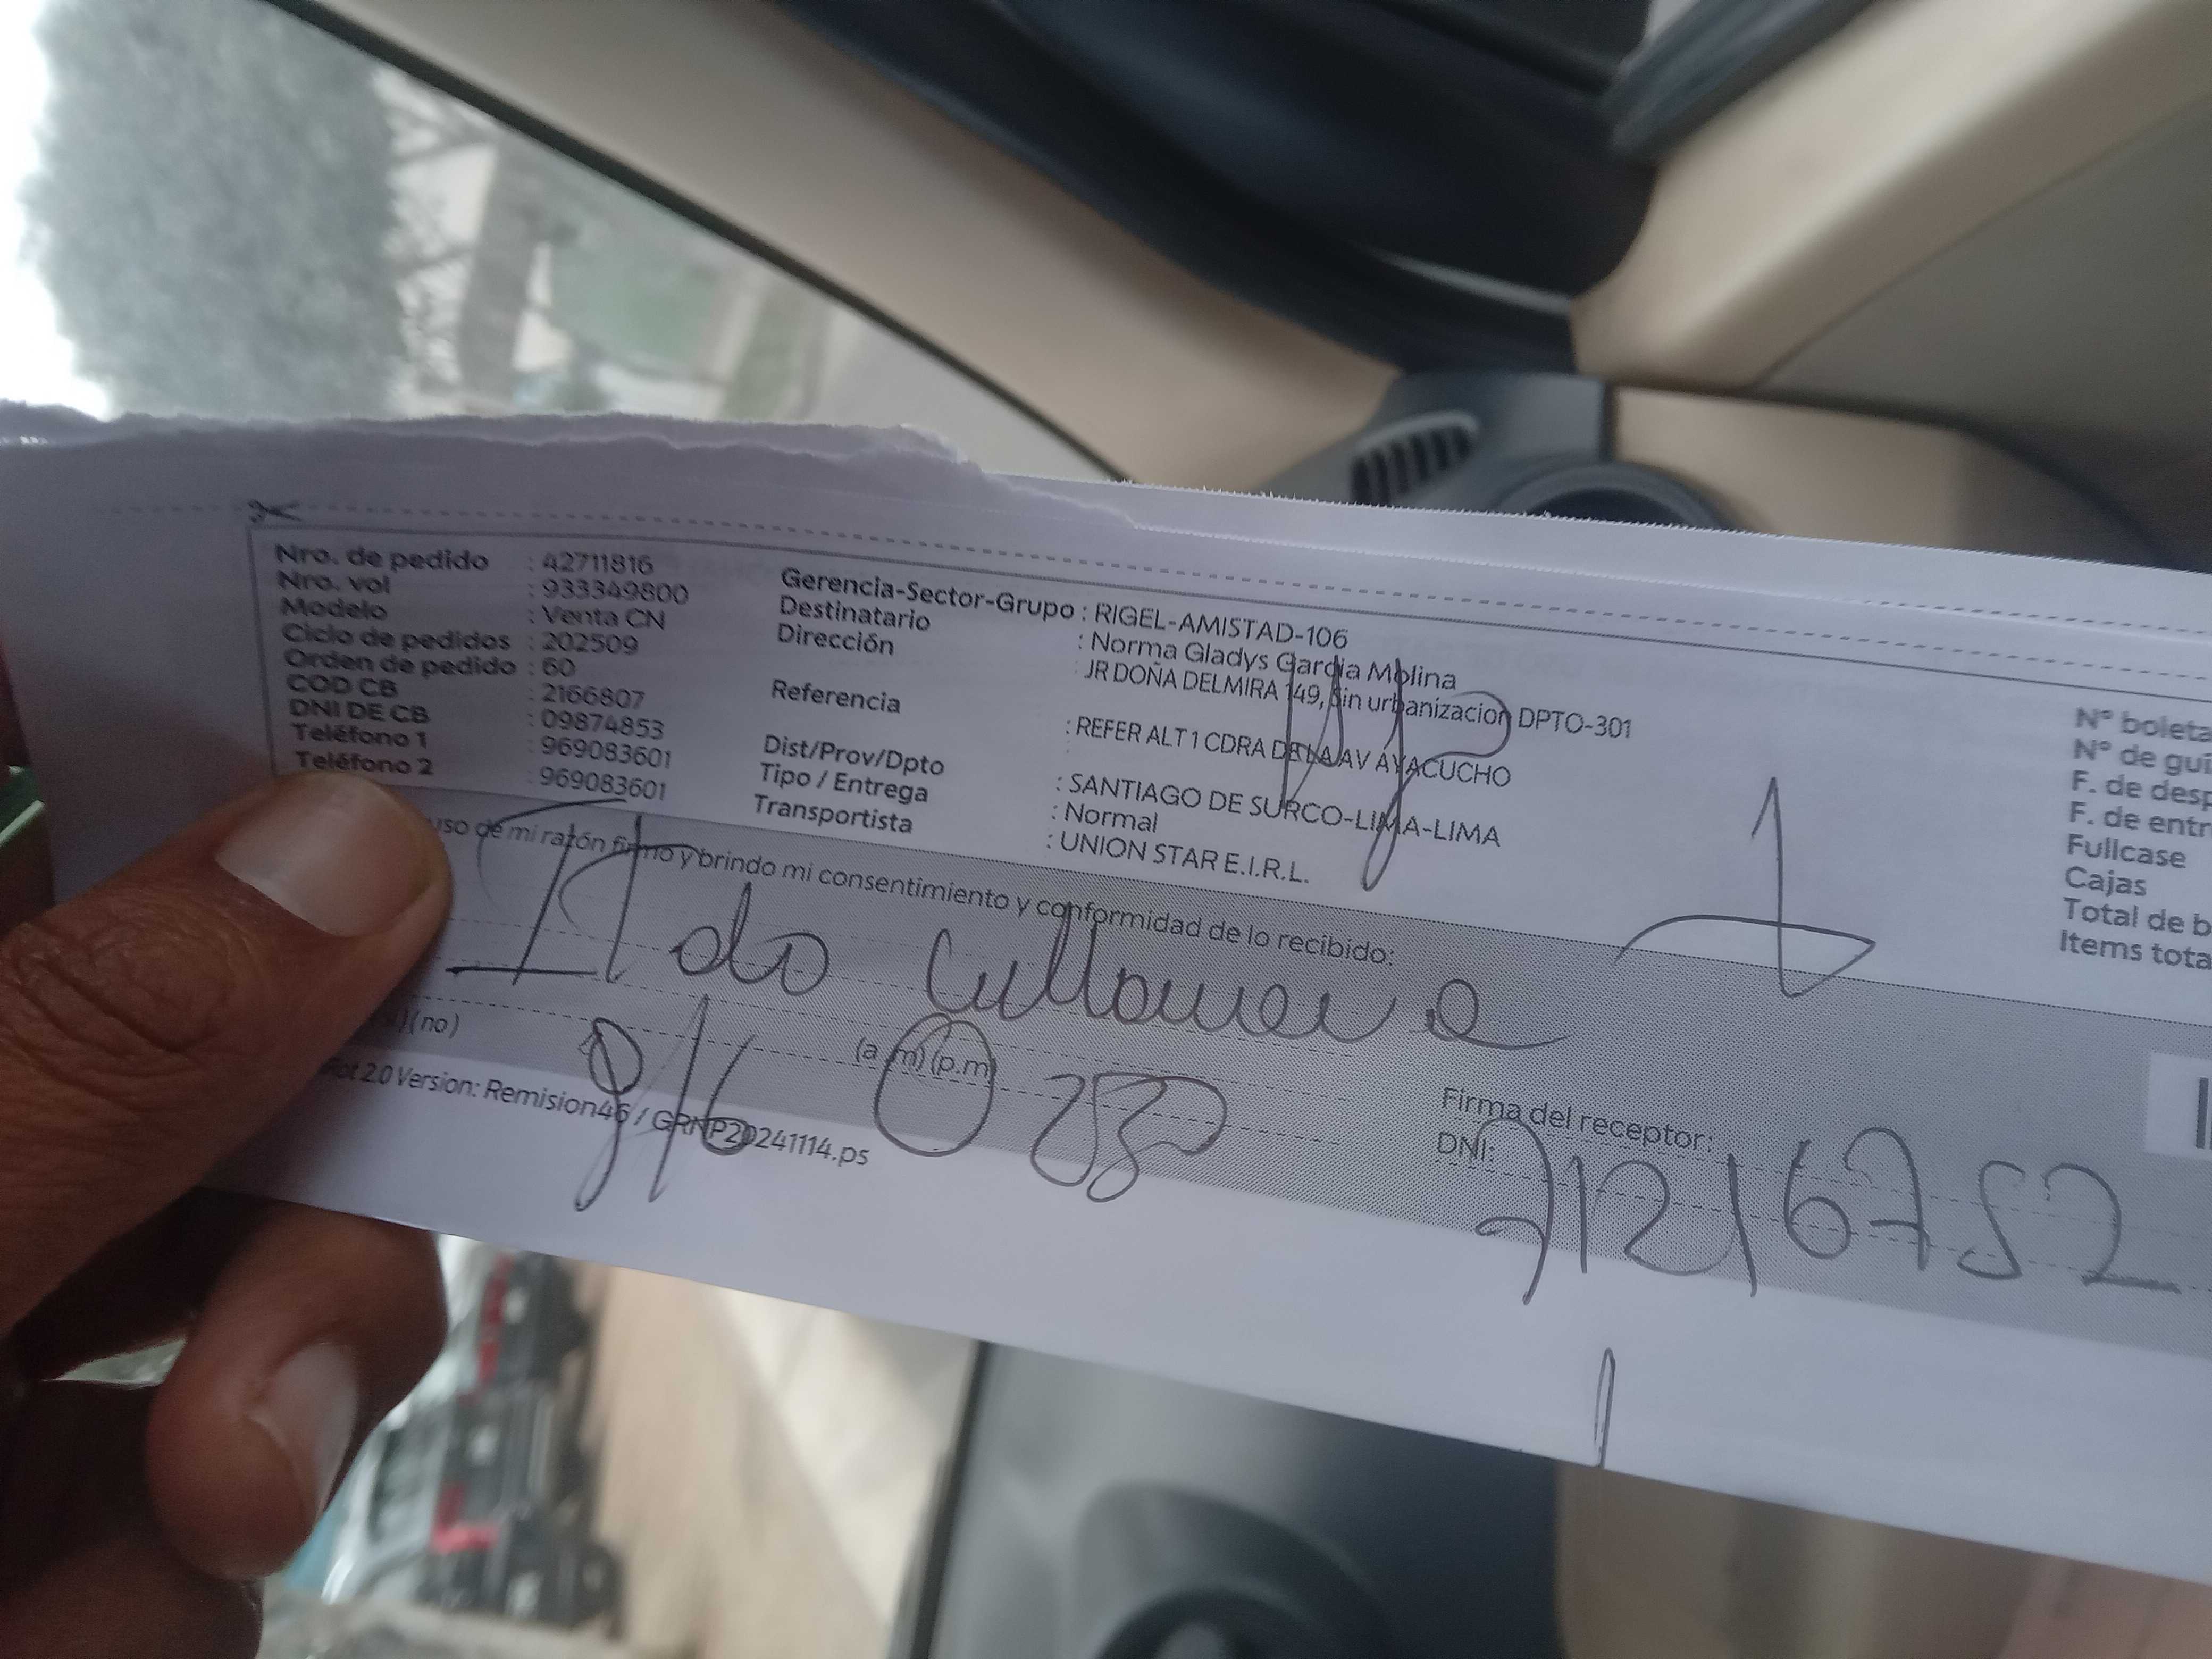 Nro. de pedido : 42711816
Nro. vol : 933349800
Modelo : Venta CN
Ciclo de pedidos : 202509
Orden de pedido : 60
COD CB : 2166807
DNI DE CB : 09874853
Teléfono 1 : 969083601
Teléfono 2 : 969083601
Gerencia-Sector-Grupo : RIGEL-AMISTAD-106
Destinatario : Norma Gladys Garcia Molina
Dirección : JR DOÑA DELMIRA 149, Sin urbanizacion DPTO-301
Referencia : REFER ALT 1 CDRA DE LA AV AYACUCHO
Dist/Prov/Dpto : SANTIAGO DE SURCO-LIMA-LIMA
Tipo / Entrega : Normal
Transportista : UNION STAR E.I.R.L.
Nº boleta
Nº de guí
F. de desp
F. de entr
Fullcase
Cajas
Total de b
Items tota
uso de mi razón firmo y brindo mi consentimiento y conformidad de lo recibido:
(no)
(a.m) (p.m)
Firma del receptor:
DNI: 71216752
2.0 Version: Remision46 / GRNP20241114.ps